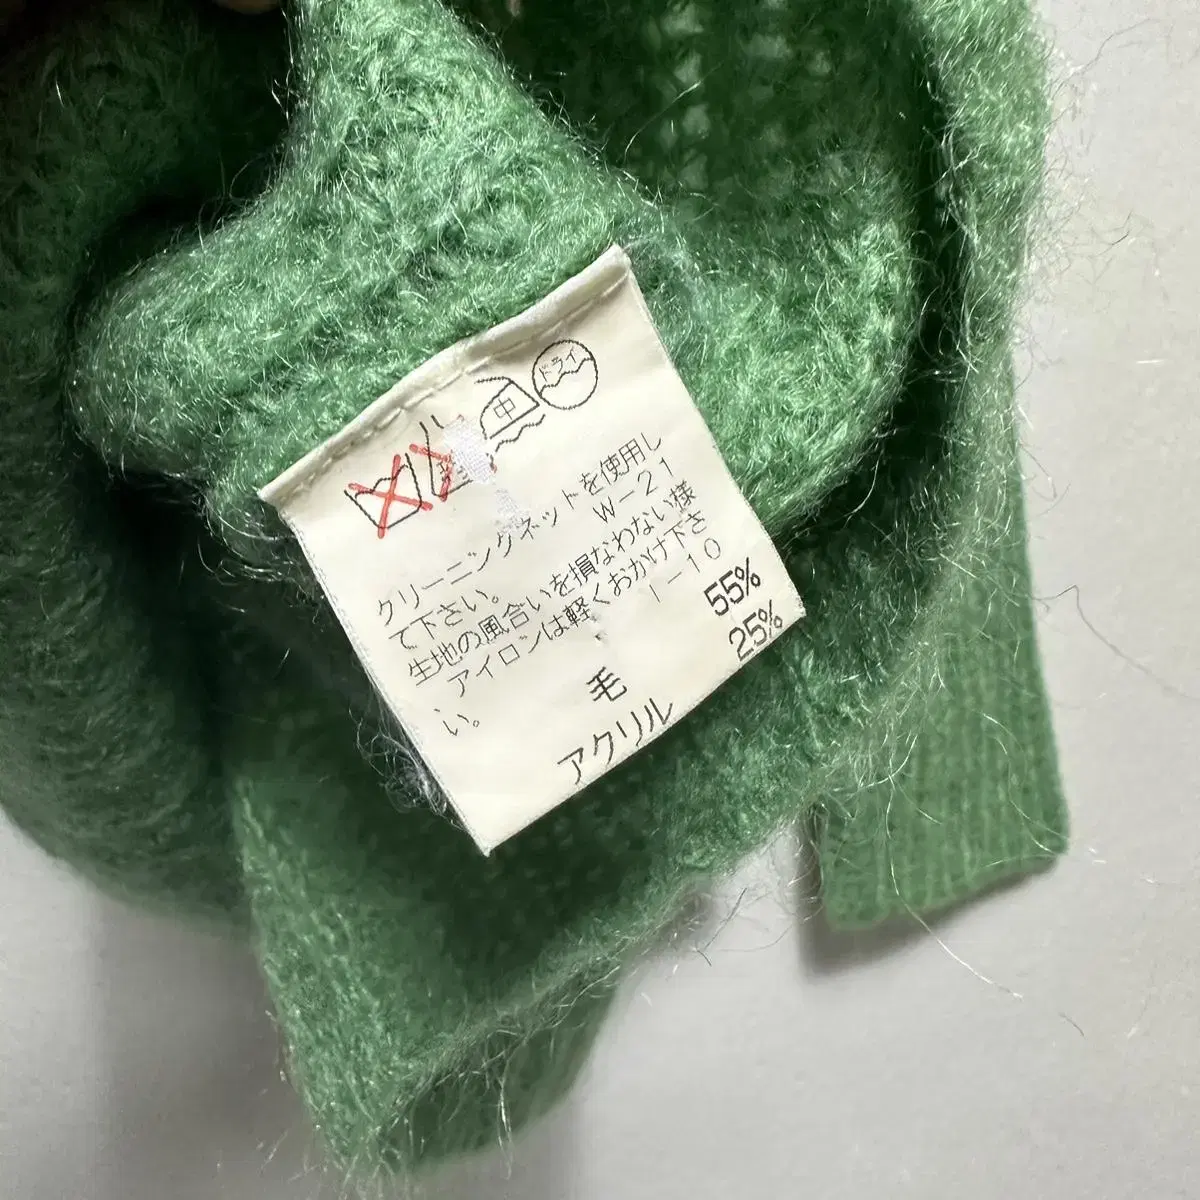 中 ドライ
クリーニングネットを使用し
て下さい。 W-21
生地の風合いを損なわない様
アイロンは軽くおかけ下さ
い。 I-10
毛 55%
アクリル 25%